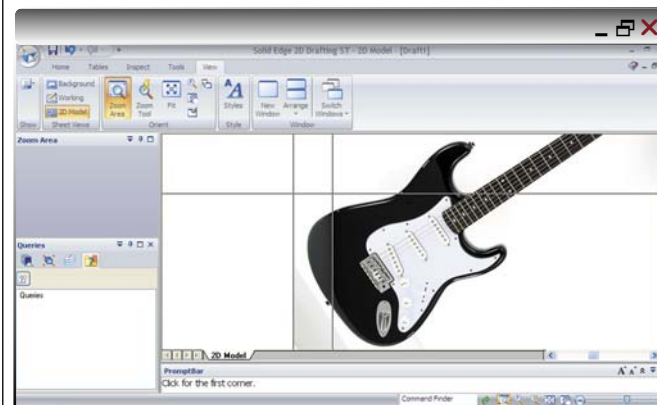 Solid Edge 2D Drafting ST - 2D Model - [Draft1]
Home Tables Inspect Tools View
Background
Working
2D Model
Zoom Area
Zoom Tool
Fit
Styles
New Window
Arrange
Switch Windows
Show Sheet Views Orient Style Window
Zoom Area
Queries
Queries
2D Model
PromptBar
Click for the first corner.
Command Finder